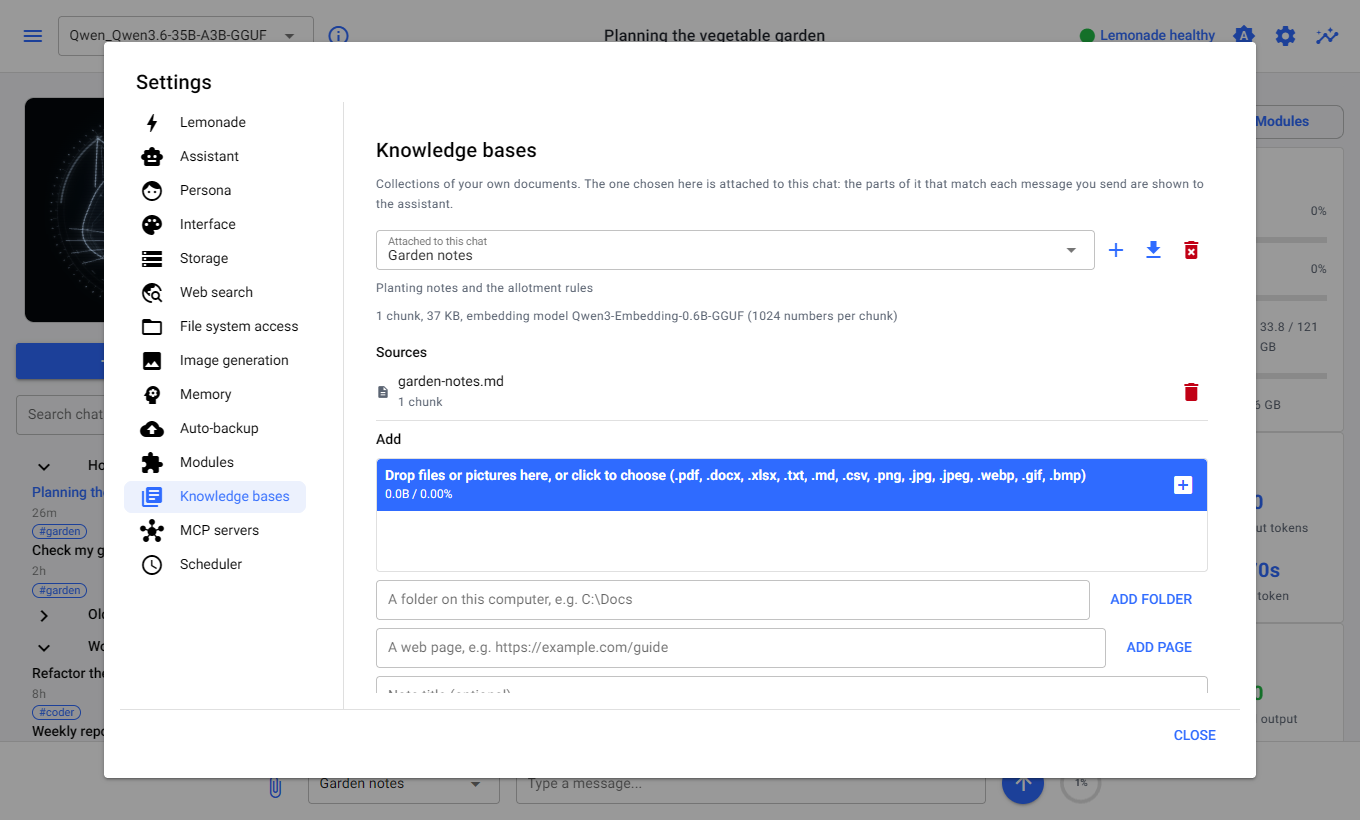 Qwen_Qwen3.6-35B-A3B-GGUF
Planning the vegetable garden
Lemonade healthy
Settings
Lemonade
Assistant
Persona
Interface
Storage
Web search
File system access
Image generation
Memory
Auto-backup
Modules
Knowledge bases
MCP servers
Scheduler
Knowledge bases
Collections of your own documents. The one chosen here is attached to this chat: the parts of it that match each message you send are shown to
the assistant.
Attached to this chat
Garden notes
Planting notes and the allotment rules
1 chunk, 37 KB, embedding model Qwen3-Embedding-0.6B-GGUF (1024 numbers per chunk)
Sources
garden-notes.md
1 chunk
Add
Drop files or pictures here, or click to choose (.pdf, .docx, .xlsx, .txt, .md, .csv, .png, .jpg, .jpeg, .webp, .gif, .bmp)
0.0B / 0.00%
A folder on this computer, e.g. C:\Docs
ADD FOLDER
A web page, e.g. https://example.com/guide
ADD PAGE
Note title (optional)
CLOSE
Search chat
Planning the
26m
#garden
Check my g
2h
#garden
Refactor the
8h
#coder
Weekly repo
Modules
0%
0%
33.8 / 121
GB
GB
tokens
token
output
Garden notes
Type a message...
1%